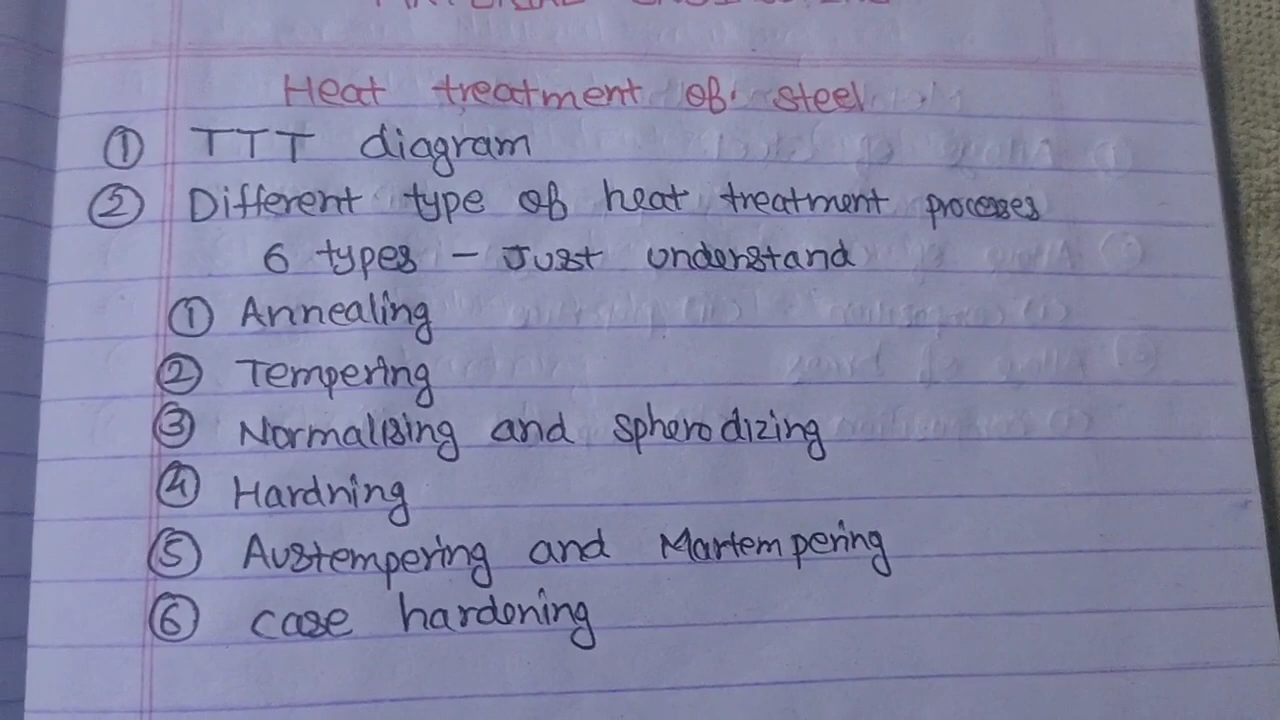 Heat treatment of steel
① TTT diagram
② Different type of heat treatment processes
6 types - Just understand
① Annealing
② Tempering
③ Normalising and spherodizing
④ Hardning
⑤ Austempering and Martempering
⑥ case hardening